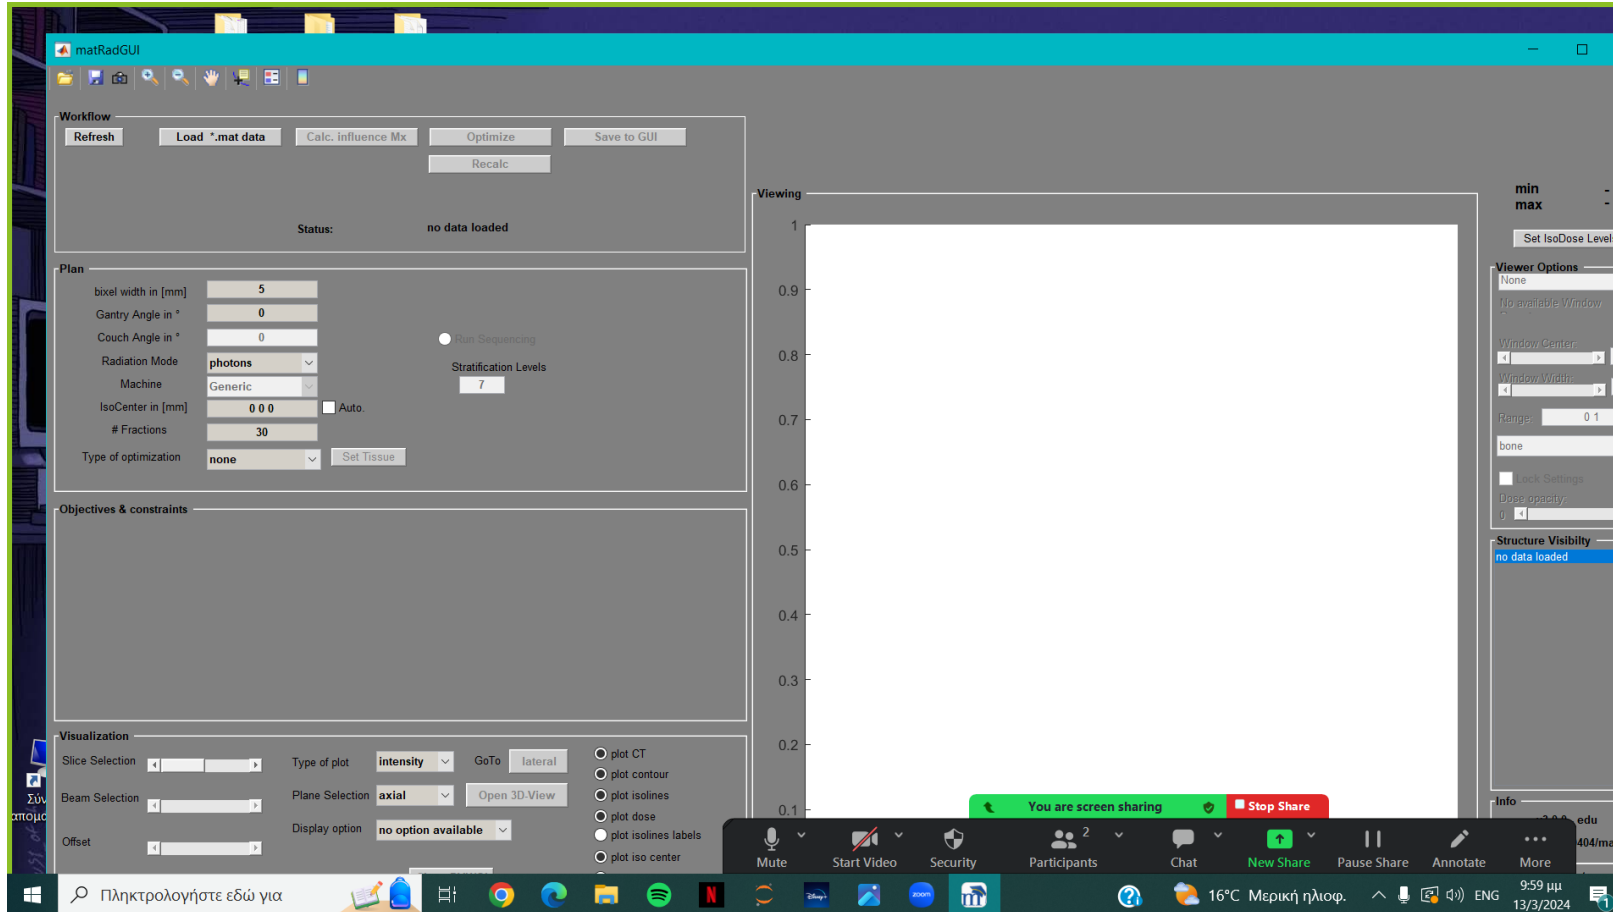 matRadGUI
Workflow
Refresh
Load *.mat data
Calc. influence Mx
Optimize
Save to GUI
Recalc
Status:
no data loaded
Plan
bixel width in [mm]
5
Gantry Angle in °
0
Couch Angle in °
0
Radiation Mode
photons
Machine
Generic
IsoCenter in [mm]
0 0 0
Auto.
# Fractions
30
Type of optimization
none
Set Tissue
Run Sequencing
Stratification Levels
7
Objectives & constraints
Visualization
Slice Selection
Beam Selection
Offset
Type of plot
intensity
GoTo
lateral
Plane Selection
axial
Open 3D-View
Display option
no option available
plot CT
plot contour
plot isolines
plot dose
plot isolines labels
plot iso center
Viewing
1
0.9
0.8
0.7
0.6
0.5
0.4
0.3
0.2
0.1
min -
max -
Set IsoDose Levels
Viewer Options
None
No available Window
Window Center:
Window Width:
Range:
0 1
bone
Lock Settings
Dose opacity:
0
Structure Visibilty
no data loaded
Info
edu
404/ma
You are screen sharing
Stop Share
Mute
Start Video
Security
Participants
2
Chat
New Share
Pause Share
Annotate
More
Σύν
απομα
Πληκτρολογήστε εδώ για
N
Disney+
zoom
16°C Μερική ηλιοφ.
ENG
9:59 μμ
13/3/2024
1